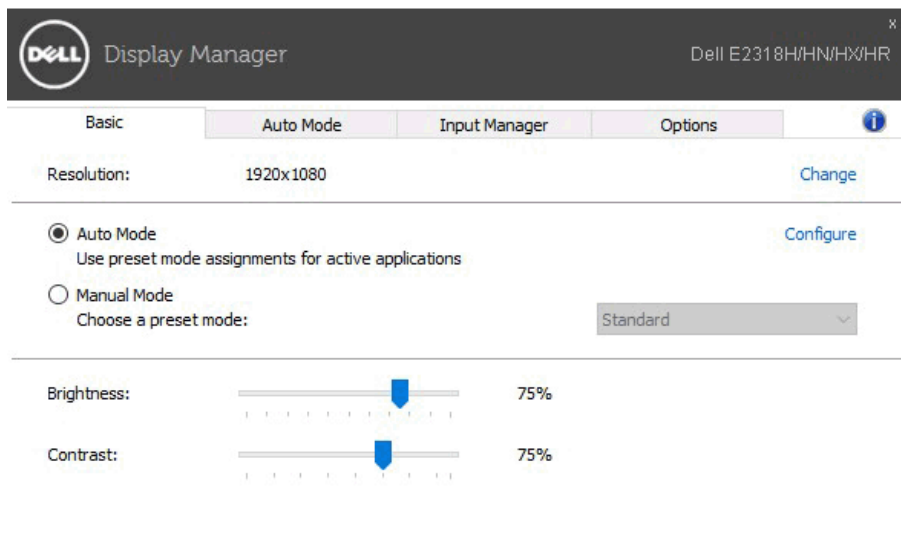 x
DELL Display Manager
Dell E2318H/HN/HX/HR
Basic Auto Mode Input Manager Options i
Resolution: 1920x1080 Change
Auto Mode Configure
Use preset mode assignments for active applications
Manual Mode
Choose a preset mode: Standard
Brightness: 75%
Contrast: 75%